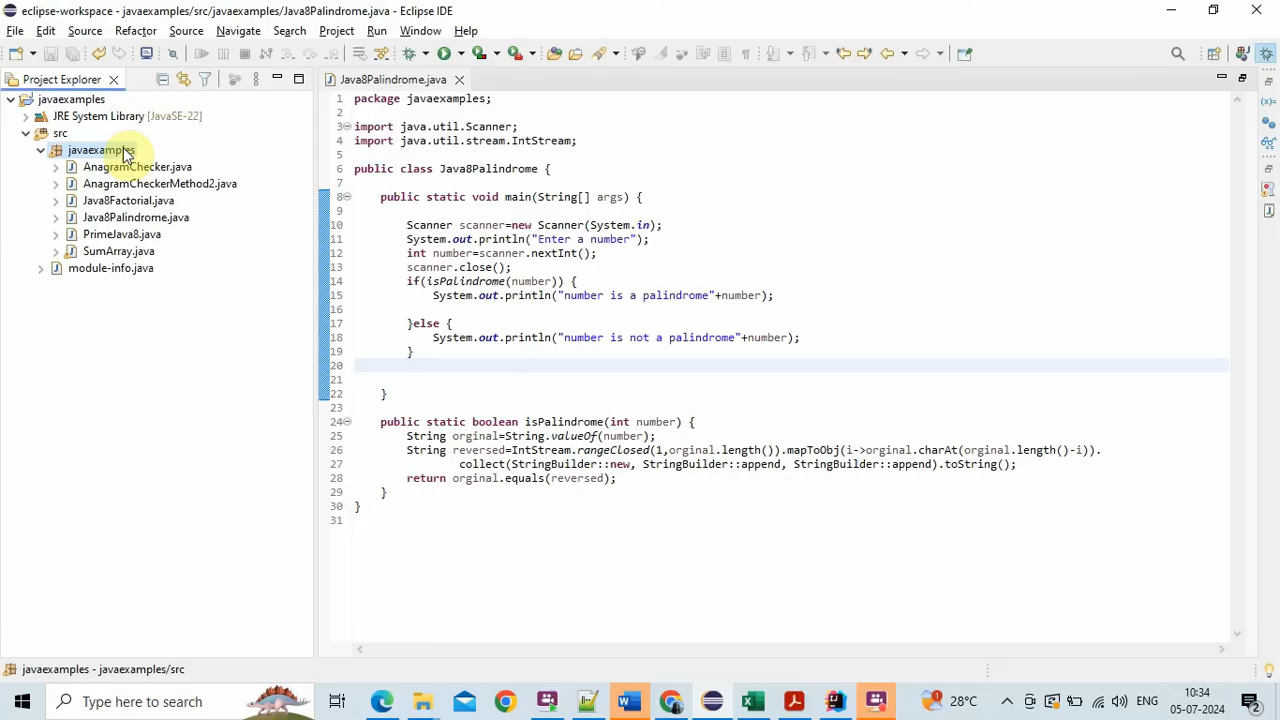 eclipse-workspace - javaexamples/src/javaexamples/Java8Palindrome.java - Eclipse IDE
File Edit Source Refactor Source Navigate Search Project Run Window Help
Project Explorer
Java8Palindrome.java
javaexamples
JRE System Library [JavaSE-22]
src
javaexamples
AnagramChecker.java
AnagramCheckerMethod2.java
Java8Factorial.java
Java8Palindrome.java
PrimeJava8.java
SumArray.java
module-info.java
1 package javaexamples;
2
3 import java.util.Scanner;
4 import java.util.stream.IntStream;
5
6 public class Java8Palindrome {
7
8 public static void main(String[] args) {
9
10 Scanner scanner=new Scanner(System.in);
11 System.out.println("Enter a number");
12 int number=scanner.nextInt();
13 scanner.close();
14 if(isPalindrome(number)) {
15 System.out.println("number is a palindrome"+number);
16
17 }else {
18 System.out.println("number is not a palindrome"+number);
19 }
20
21
22 }
23
24 public static boolean isPalindrome(int number) {
25 String orginal=String.valueOf(number);
26 String reversed=IntStream.rangeClosed(1,orginal.length()).mapToObj(i->orginal.charAt(orginal.length()-i)).
27 collect(StringBuilder::new, StringBuilder::append, StringBuilder::append).toString();
28 return orginal.equals(reversed);
29 }
30 }
31
javaexamples - javaexamples/src
Type here to search
28°C
ENG
10:34
05-07-2024
2